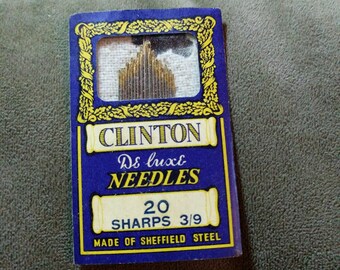 CLINTON
De luxe
NEEDLES
20
SHARPS 3/9
MADE OF SHEFFIELD STEEL